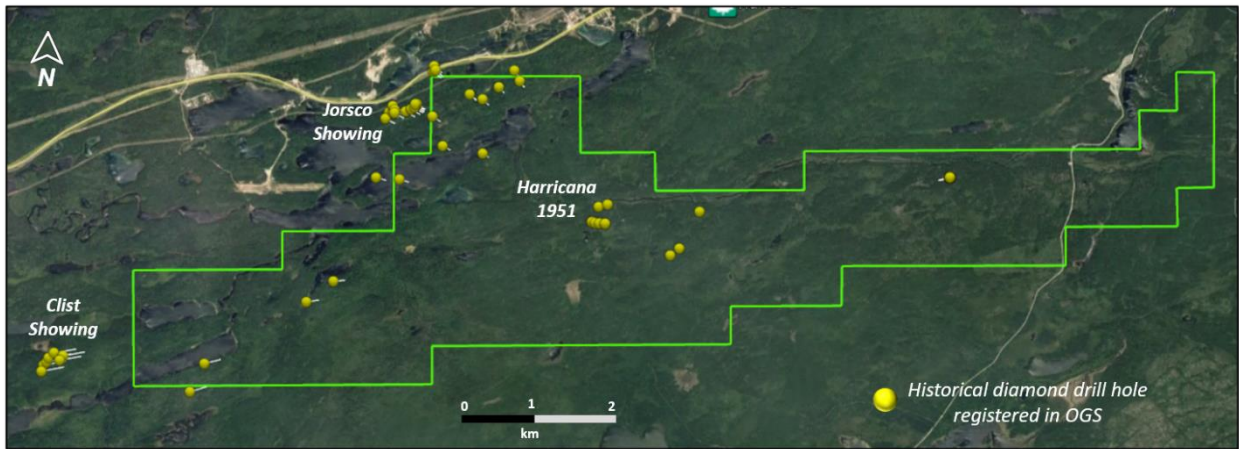 N
Jorsco
Showing
Harricana
1951
Clist
Showing
0 1 2
km
Historical diamond drill hole
registered in OGS